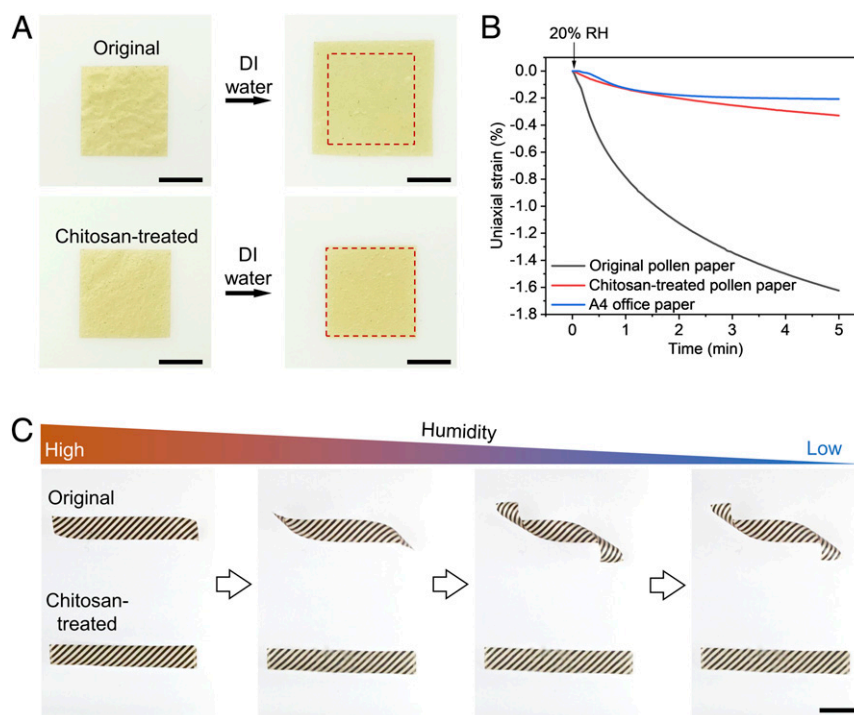 A
Original
DI
water
Chitosan-treated
DI
water
B
20% RH
0.0
-0.2
-0.4
-0.6
-0.8
-1.0
-1.2
-1.4
-1.6
-1.8
Uniaxial strain (%)
Original pollen paper
Chitosan-treated pollen paper
A4 office paper
0
1
2
3
4
5
Time (min)
C
Humidity
High
Low
Original
Chitosan-
treated